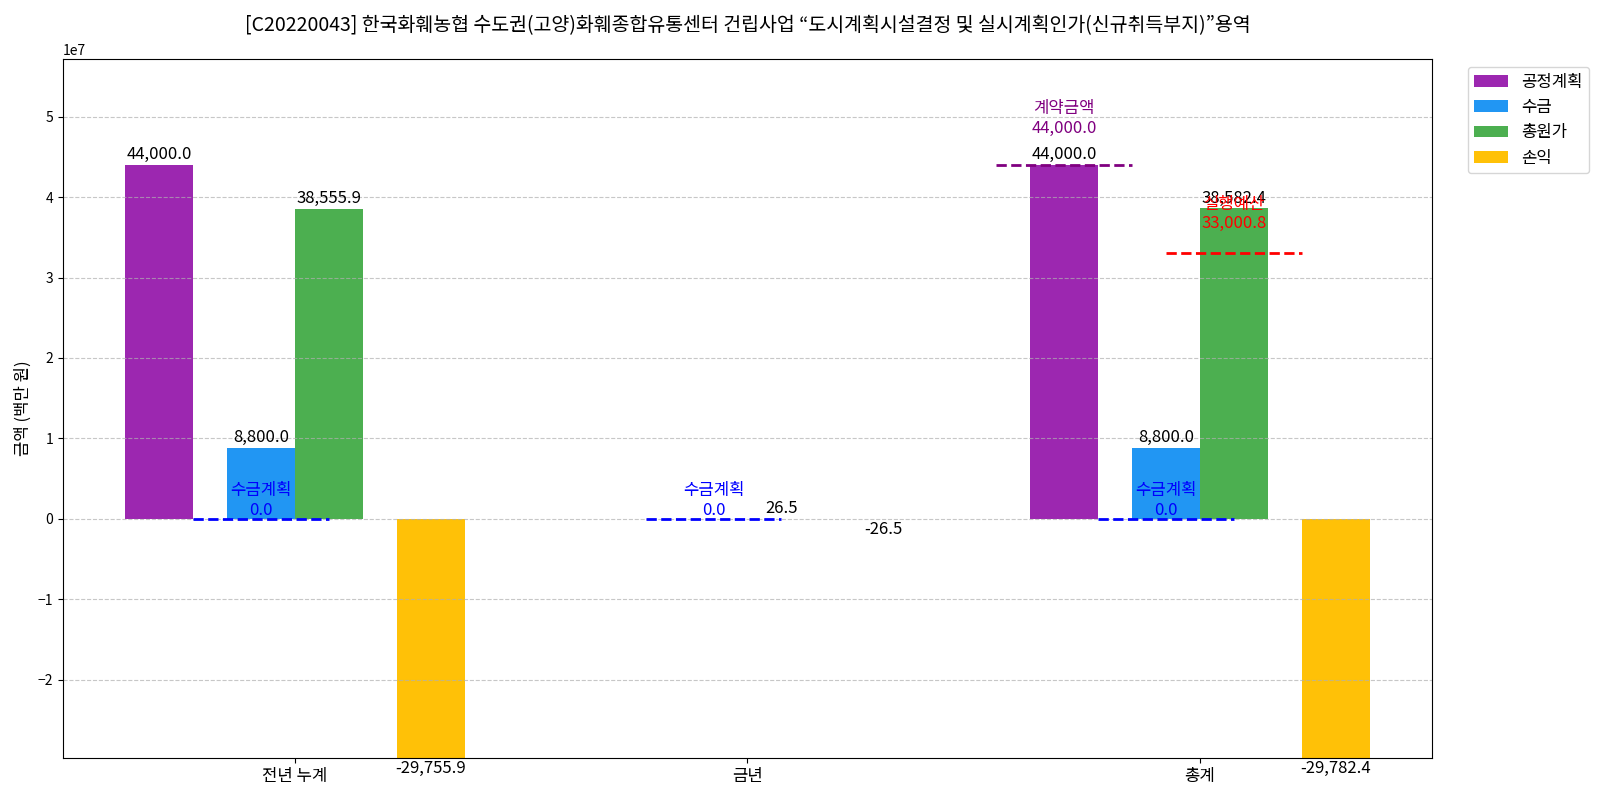 [C20220043] 한국화훼농협 수도권(고양)화훼종합유통센터 건립사업 “도시계획시설결정 및 실시계획인가(신규취득부지)”용역
1e7
공정계획
수금
총원가
손익
금액 (백만 원)
5
4
3
2
1
0
−1
−2
44,000.0
8,800.0
38,555.9
-29,755.9
수금계획
0.0
수금계획
0.0
26.5
-26.5
계약금액
44,000.0
44,000.0
8,800.0
38,582.4
실행예산
33,000.8
수금계획
0.0
-29,782.4
전년 누계
금년
총계